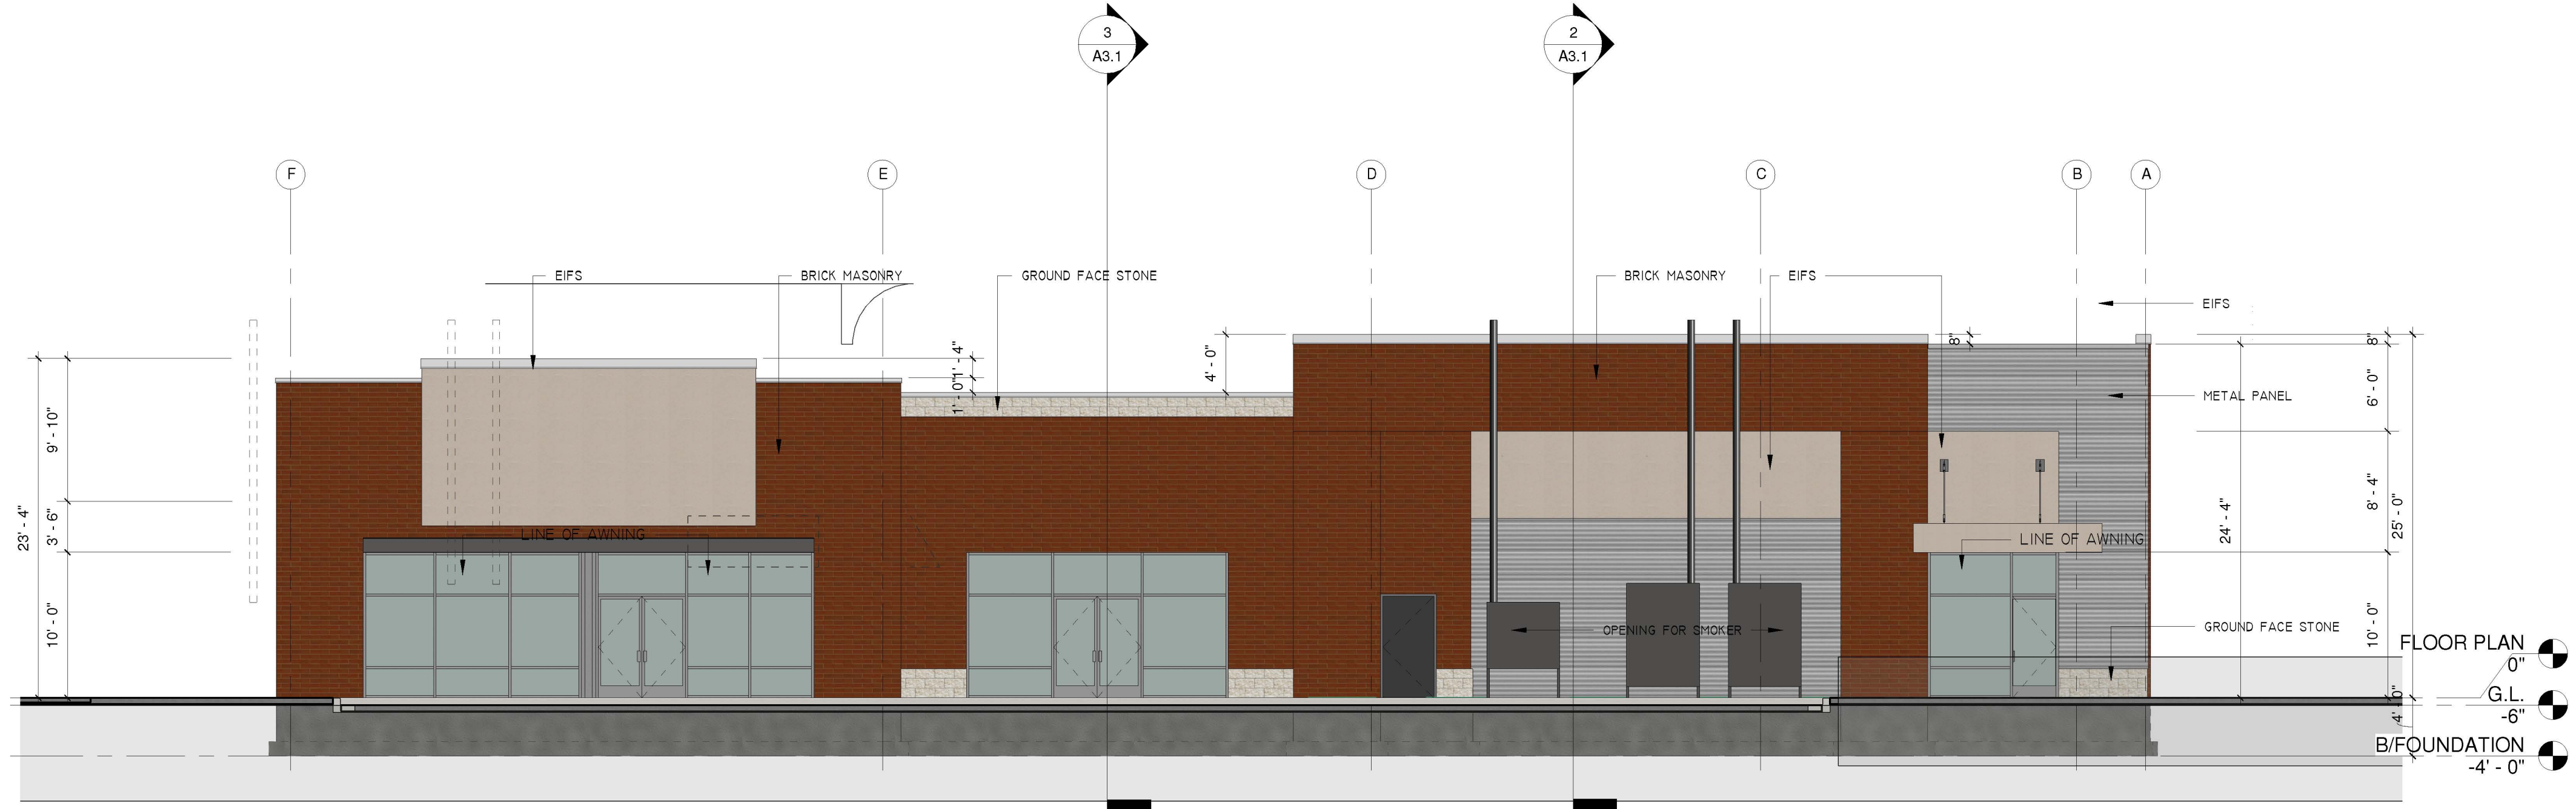 3
A3.1
2
A3.1
F
E
D
C
B
A
EIFS
BRICK MASONRY
GROUND FACE STONE
BRICK MASONRY
EIFS
EIFS
METAL PANEL
GROUND FACE STONE
23' - 4"
9' - 10"
3' - 6"
10' - 0"
1' - 4"
1' - 0"
4' - 0"
8"
8"
6' - 0"
8' - 4"
10' - 0"
24' - 4"
25' - 0"
LINE OF AWNING
LINE OF AWNING
OPENING FOR SMOKER
FLOOR PLAN
0"
G.L.
-6"
B/FOUNDATION
-4' - 0"